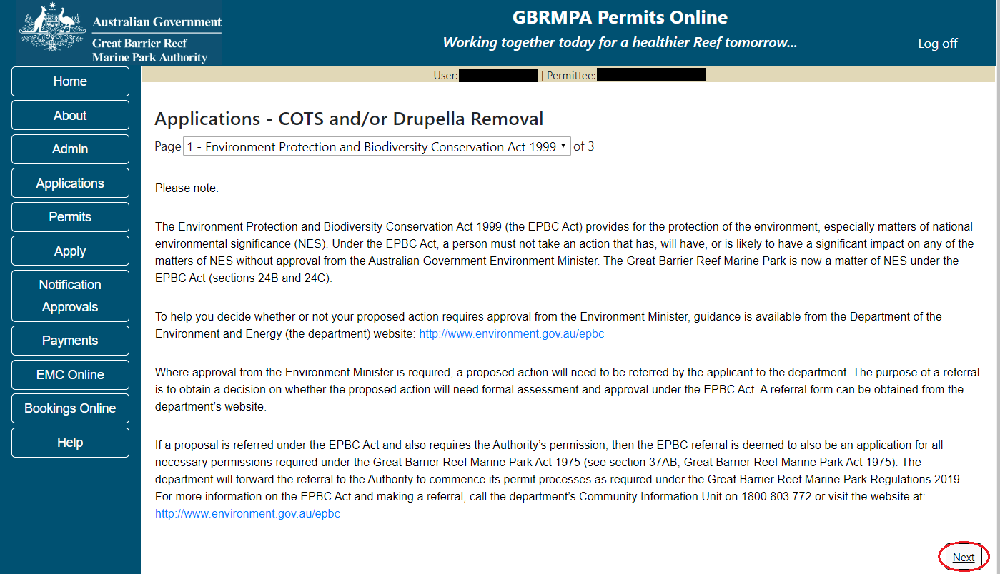 Australian Government
Great Barrier Reef
Marine Park Authority
GBRMPA Permits Online
Working together today for a healthier Reef tomorrow...
Log off
Home
About
Admin
Applications
Permits
Apply
Notification
Approvals
Payments
EMC Online
Bookings Online
Help
User: | Permittee:
Applications - COTS and/or Drupella Removal
Page 1 - Environment Protection and Biodiversity Conservation Act 1999 of 3
Please note:
The Environment Protection and Biodiversity Conservation Act 1999 (the EPBC Act) provides for the protection of the environment, especially matters of national
environmental significance (NES). Under the EPBC Act, a person must not take an action that has, will have, or is likely to have a significant impact on any of the
matters of NES without approval from the Australian Government Environment Minister. The Great Barrier Reef Marine Park is now a matter of NES under the
EPBC Act (sections 24B and 24C).
To help you decide whether or not your proposed action requires approval from the Environment Minister, guidance is available from the Department of the
Environment and Energy (the department) website: http://www.environment.gov.au/epbc
Where approval from the Environment Minister is required, a proposed action will need to be referred by the applicant to the department. The purpose of a referral
is to obtain a decision on whether the proposed action will need formal assessment and approval under the EPBC Act. A referral form can be obtained from the
department's website.
If a proposal is referred under the EPBC Act and also requires the Authority's permission, then the EPBC referral is deemed to also be an application for all
necessary permissions required under the Great Barrier Reef Marine Park Act 1975 (see section 37AB, Great Barrier Reef Marine Park Act 1975). The
department will forward the referral to the Authority to commence its permit processes as required under the Great Barrier Reef Marine Park Regulations 2019.
For more information on the EPBC Act and making a referral, call the department's Community Information Unit on 1800 803 772 or visit the website at:
http://www.environment.gov.au/epbc
Next